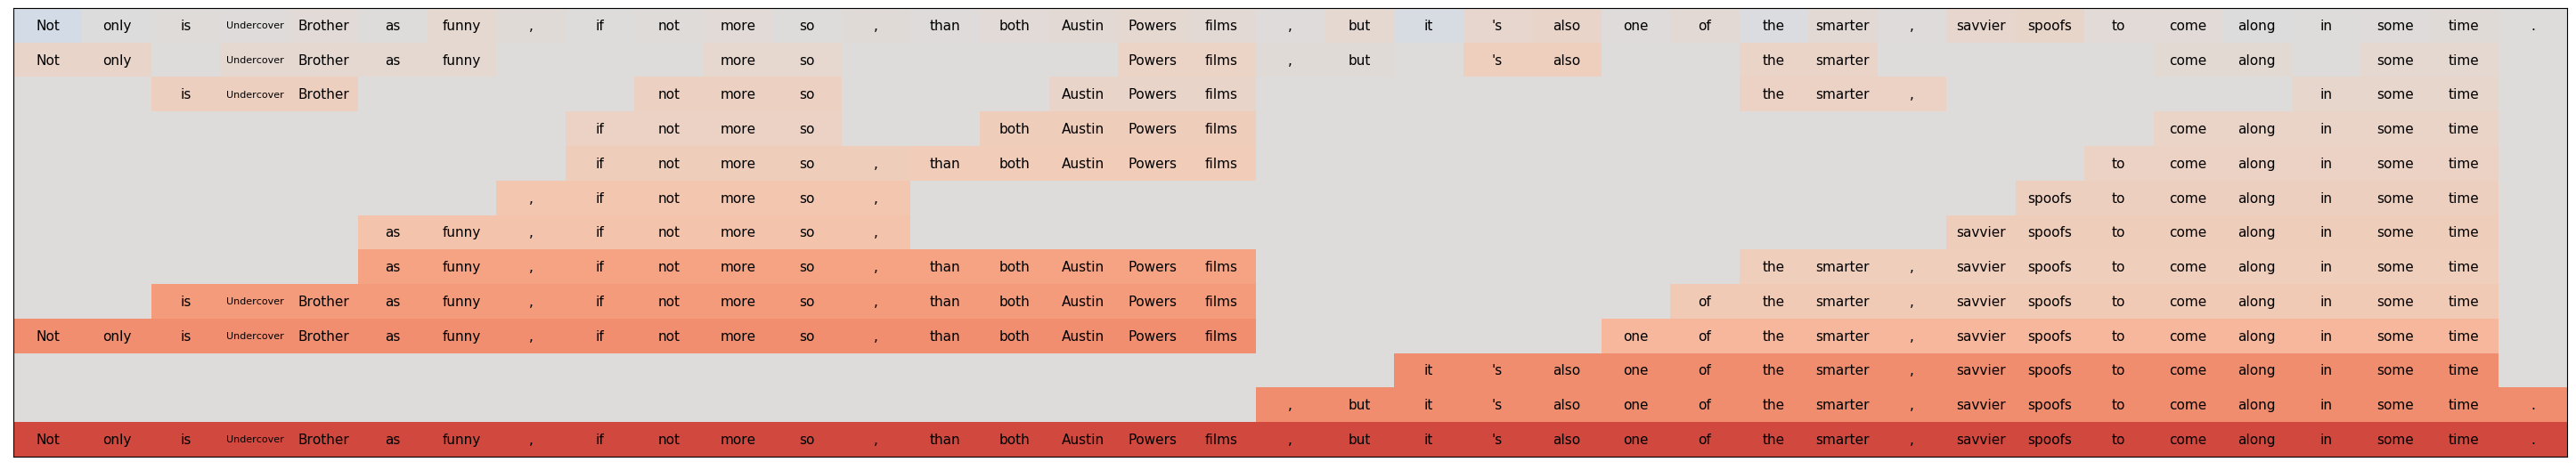 Not only is Undercover Brother as funny , if not more so , than both Austin Powers films , but it 's also one of the smarter , savvier spoofs to come along in some time .
Not only Undercover Brother as funny more so Powers films , but 's also the smarter come along some time
is Undercover Brother not more so Austin Powers films the smarter , in some time
if not more so both Austin Powers films come along in some time
if not more so , than both Austin Powers films to come along in some time
, if not more so , spoofs to come along in some time
as funny , if not more so , savvier spoofs to come along in some time
as funny , if not more so , than both Austin Powers films the smarter , savvier spoofs to come along in some time
is Undercover Brother as funny , if not more so , than both Austin Powers films of the smarter , savvier spoofs to come along in some time
Not only is Undercover Brother as funny , if not more so , than both Austin Powers films one of the smarter , savvier spoofs to come along in some time
it 's also one of the smarter , savvier spoofs to come along in some time
, but it 's also one of the smarter , savvier spoofs to come along in some time .
Not only is Undercover Brother as funny , if not more so , than both Austin Powers films , but it 's also one of the smarter , savvier spoofs to come along in some time .